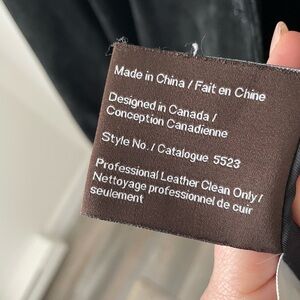 Made in China / Fait en Chine
Designed in Canada /
Conception Canadienne
Style No. / Catalogue 5523
Professional Leather Clean Only /
Nettoyage professionnel de cuir
seulement